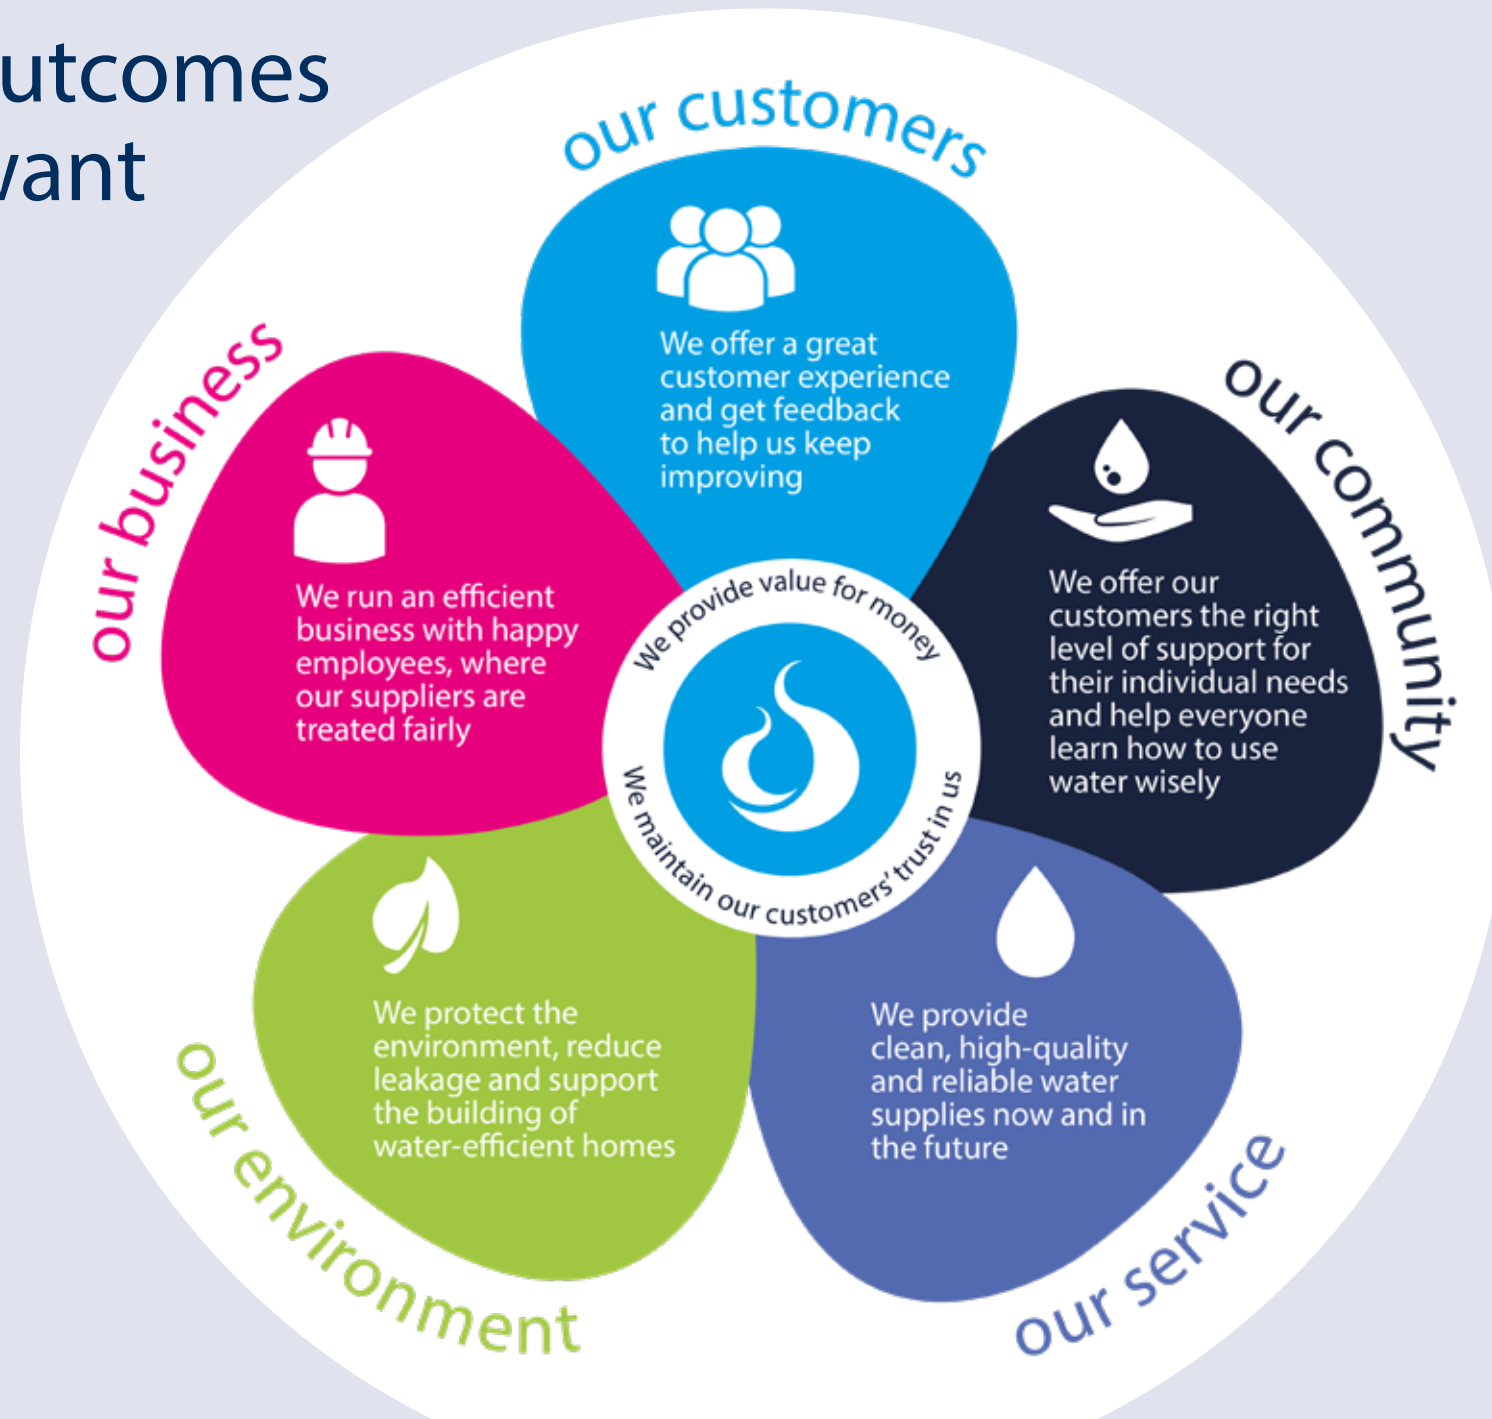 utcomes
want
our customers
We offer a great
customer experience
and get feedback
to help us keep
improving
our community
We offer our
customers the right
level of support for
their individual needs
and help everyone
learn how to use
water wisely
our service
We provide
clean, high-quality
and reliable water
supplies now and in
the future
our environment
We protect the
environment, reduce
leakage and support
the building of
water-efficient homes
our business
We run an efficient
business with happy
employees, where
our suppliers are
treated fairly
We provide value for money
We maintain our customers’ trust in us